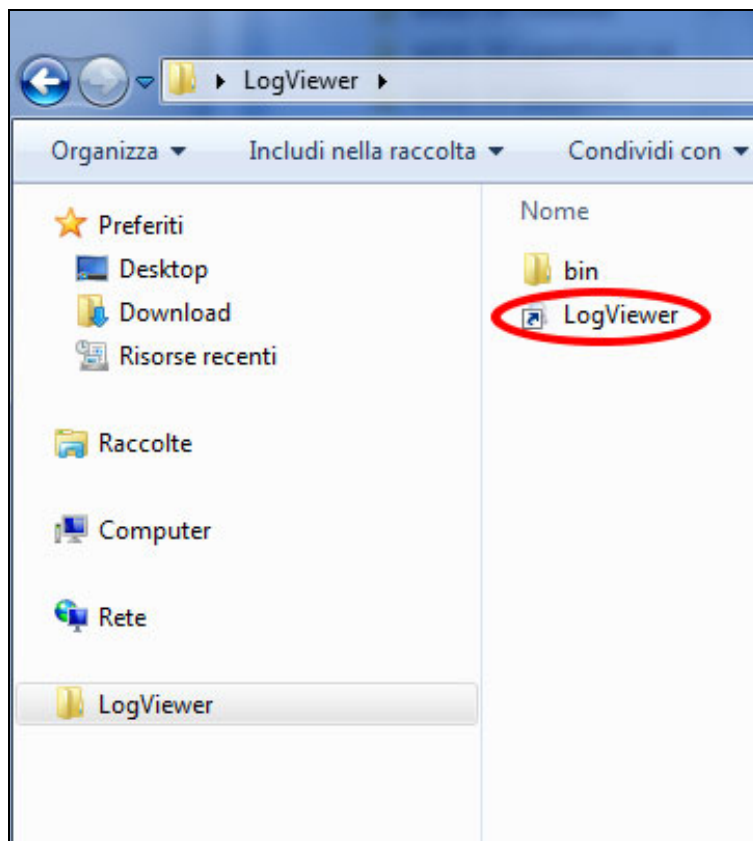 LogViewer
Organizza Includi nella raccolta Condividi con
Preferiti
Desktop
Download
Risorse recenti
Raccolte
Computer
Rete
LogViewer
Nome
bin
LogViewer